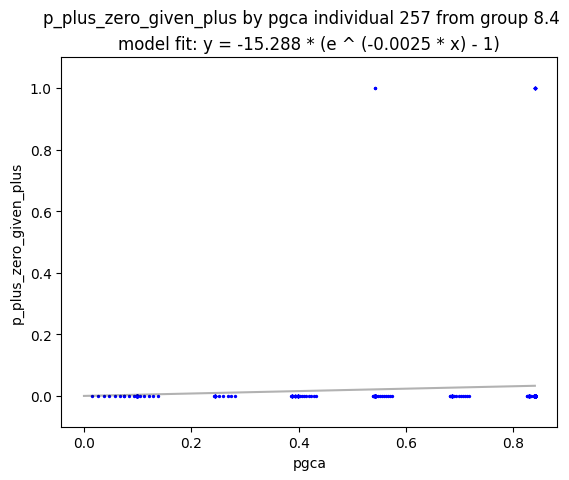 p_plus_zero_given_plus by pgca individual 257 from group 8.4
model fit: y = -15.288 * (e ^ (-0.0025 * x) - 1)
1.0
0.8
0.6
0.4
0.2
0.0
p_plus_zero_given_plus
0.0 0.2 0.4 0.6 0.8
pgca